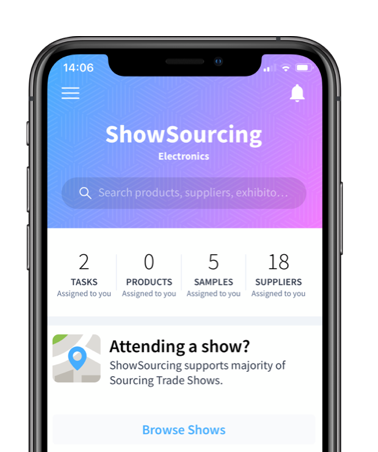 14:06
ShowSourcing
Electronics
Search products, suppliers, exhibito...
2 0 5 18
TASKS PRODUCTS SAMPLES SUPPLIERS
Assigned to you Assigned to you Assigned to you Assigned to you
Attending a show?
ShowSourcing supports majority of
Sourcing Trade Shows.
Browse Shows